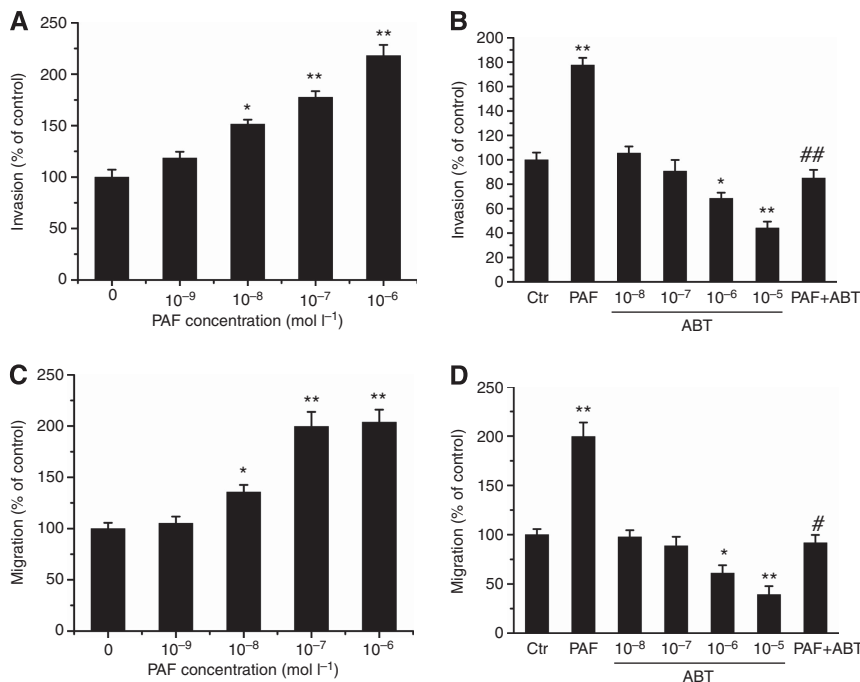 A
Invasion (% of control)
250
200
150
100
50
0
*
**
**
0 10⁻⁹ 10⁻⁸ 10⁻⁷ 10⁻⁶
PAF concentration (mol l⁻¹)
B
Invasion (% of control)
200
180
160
140
120
100
80
60
40
20
0
**
*
**
##
Ctr PAF 10⁻⁸ 10⁻⁷ 10⁻⁶ 10⁻⁵ PAF+ABT
ABT
C
Migration (% of control)
250
200
150
100
50
0
*
**
**
0 10⁻⁹ 10⁻⁸ 10⁻⁷ 10⁻⁶
PAF concentration (mol l⁻¹)
D
Migration (% of control)
250
200
150
100
50
0
**
*
**
#
Ctr PAF 10⁻⁸ 10⁻⁷ 10⁻⁶ 10⁻⁵ PAF+ABT
ABT